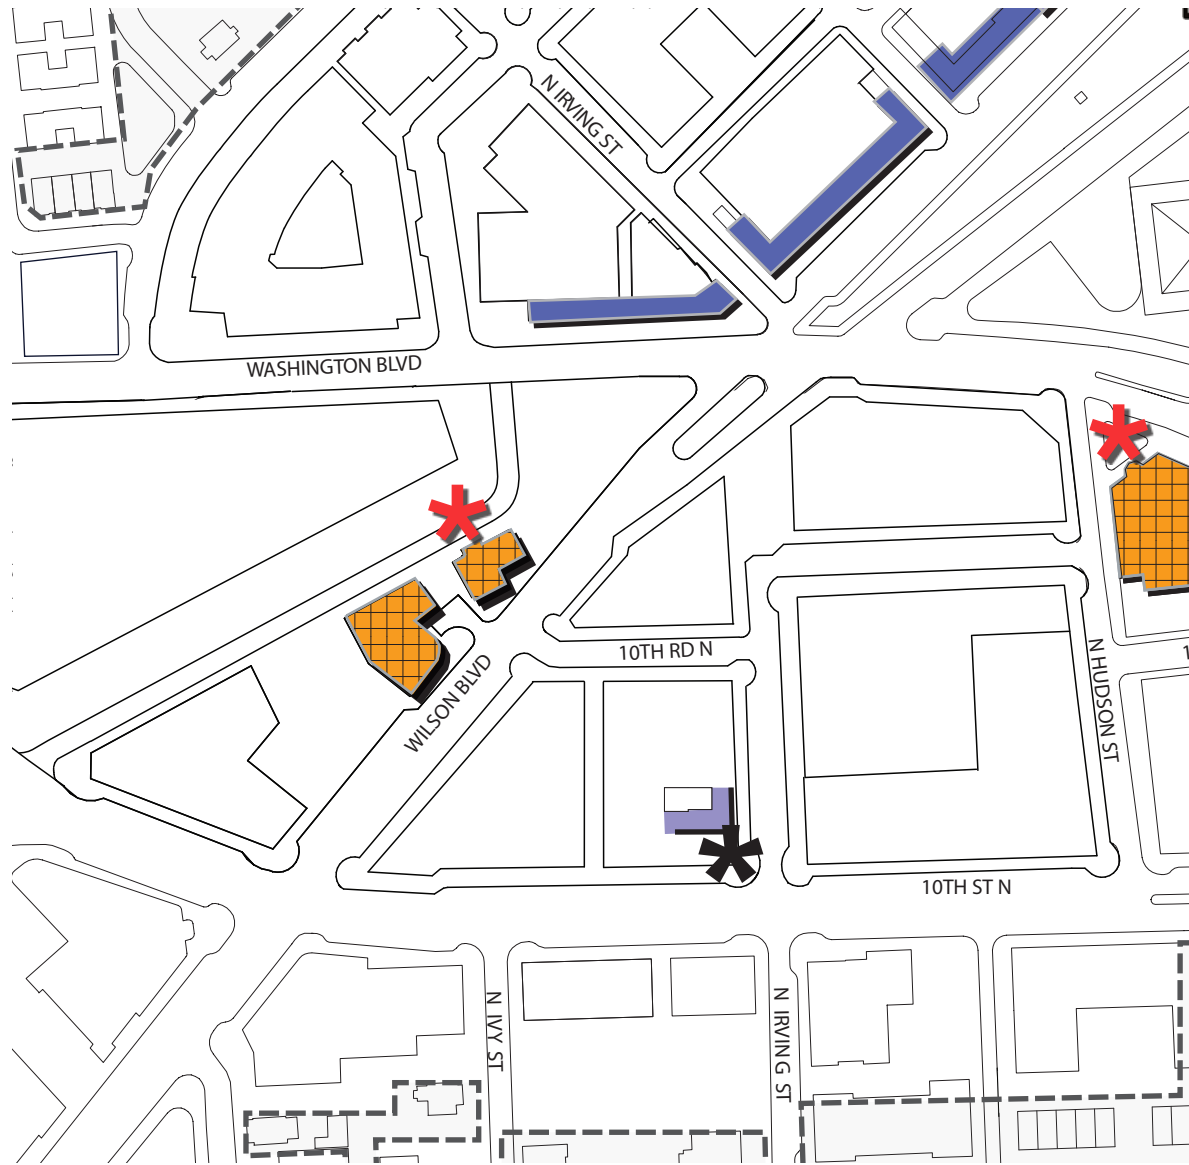 N IRVING ST
WASHINGTON BLVD
10TH RD N
WILSON BLVD
N HUDSON ST
10TH ST N
N IVY ST
N IRVING ST